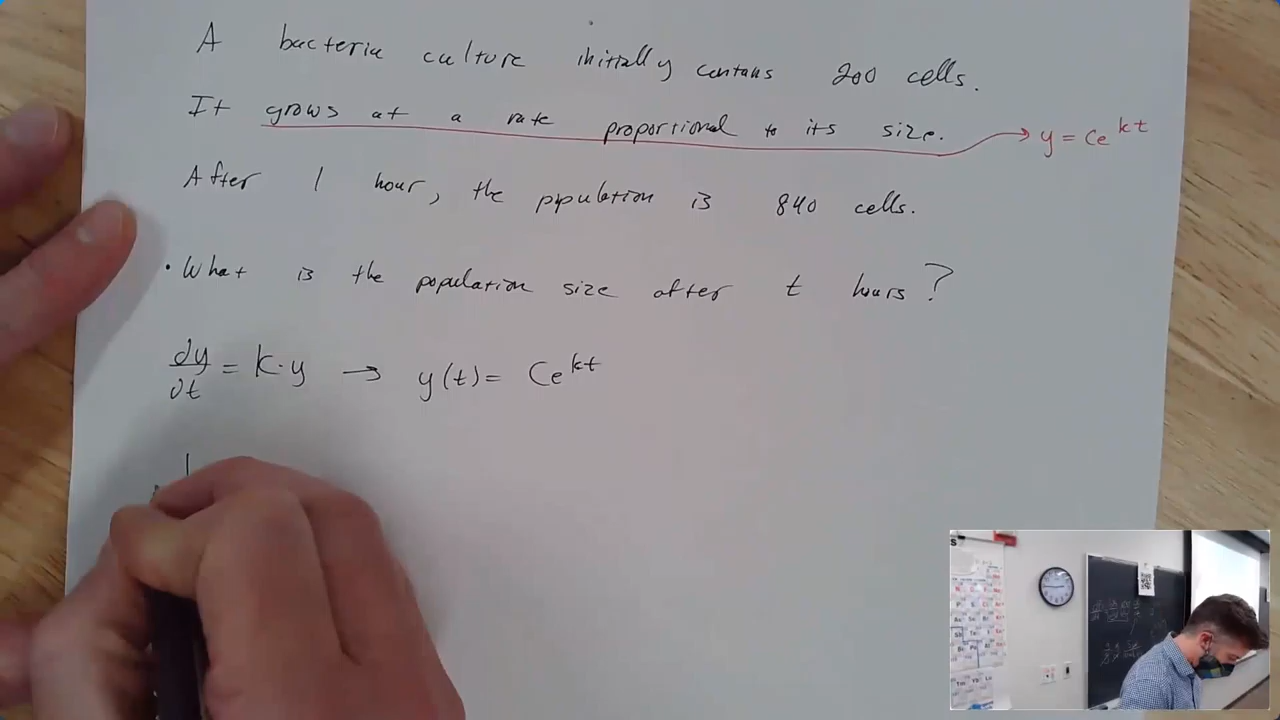 A bacteria culture initially contains 200 cells.
It grows at a rate proportional to its size. → y = Ce^kt
After 1 hour, the population is 840 cells.
• What is the population size after t hours?
dy/dt = k·y → y(t) = Ce^kt